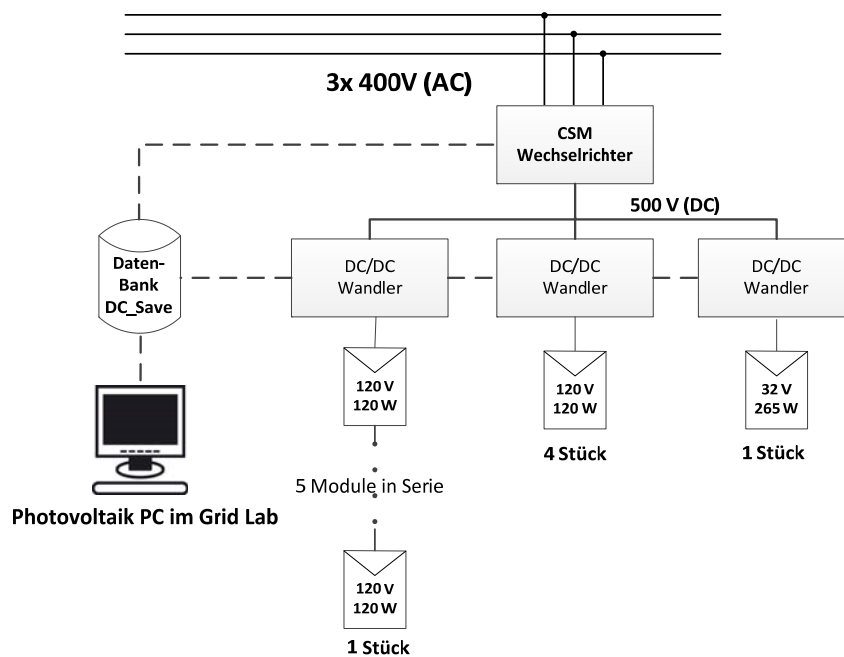 3x 400V (AC)
CSM
Wechselrichter
500 V (DC)
Daten-
Bank
DC_Save
DC/DC
Wandler
DC/DC
Wandler
DC/DC
Wandler
120 V
120 W
120 V
120 W
32 V
265 W
4 Stück
1 Stück
5 Module in Serie
Photovoltaik PC im Grid Lab
120 V
120 W
1 Stück